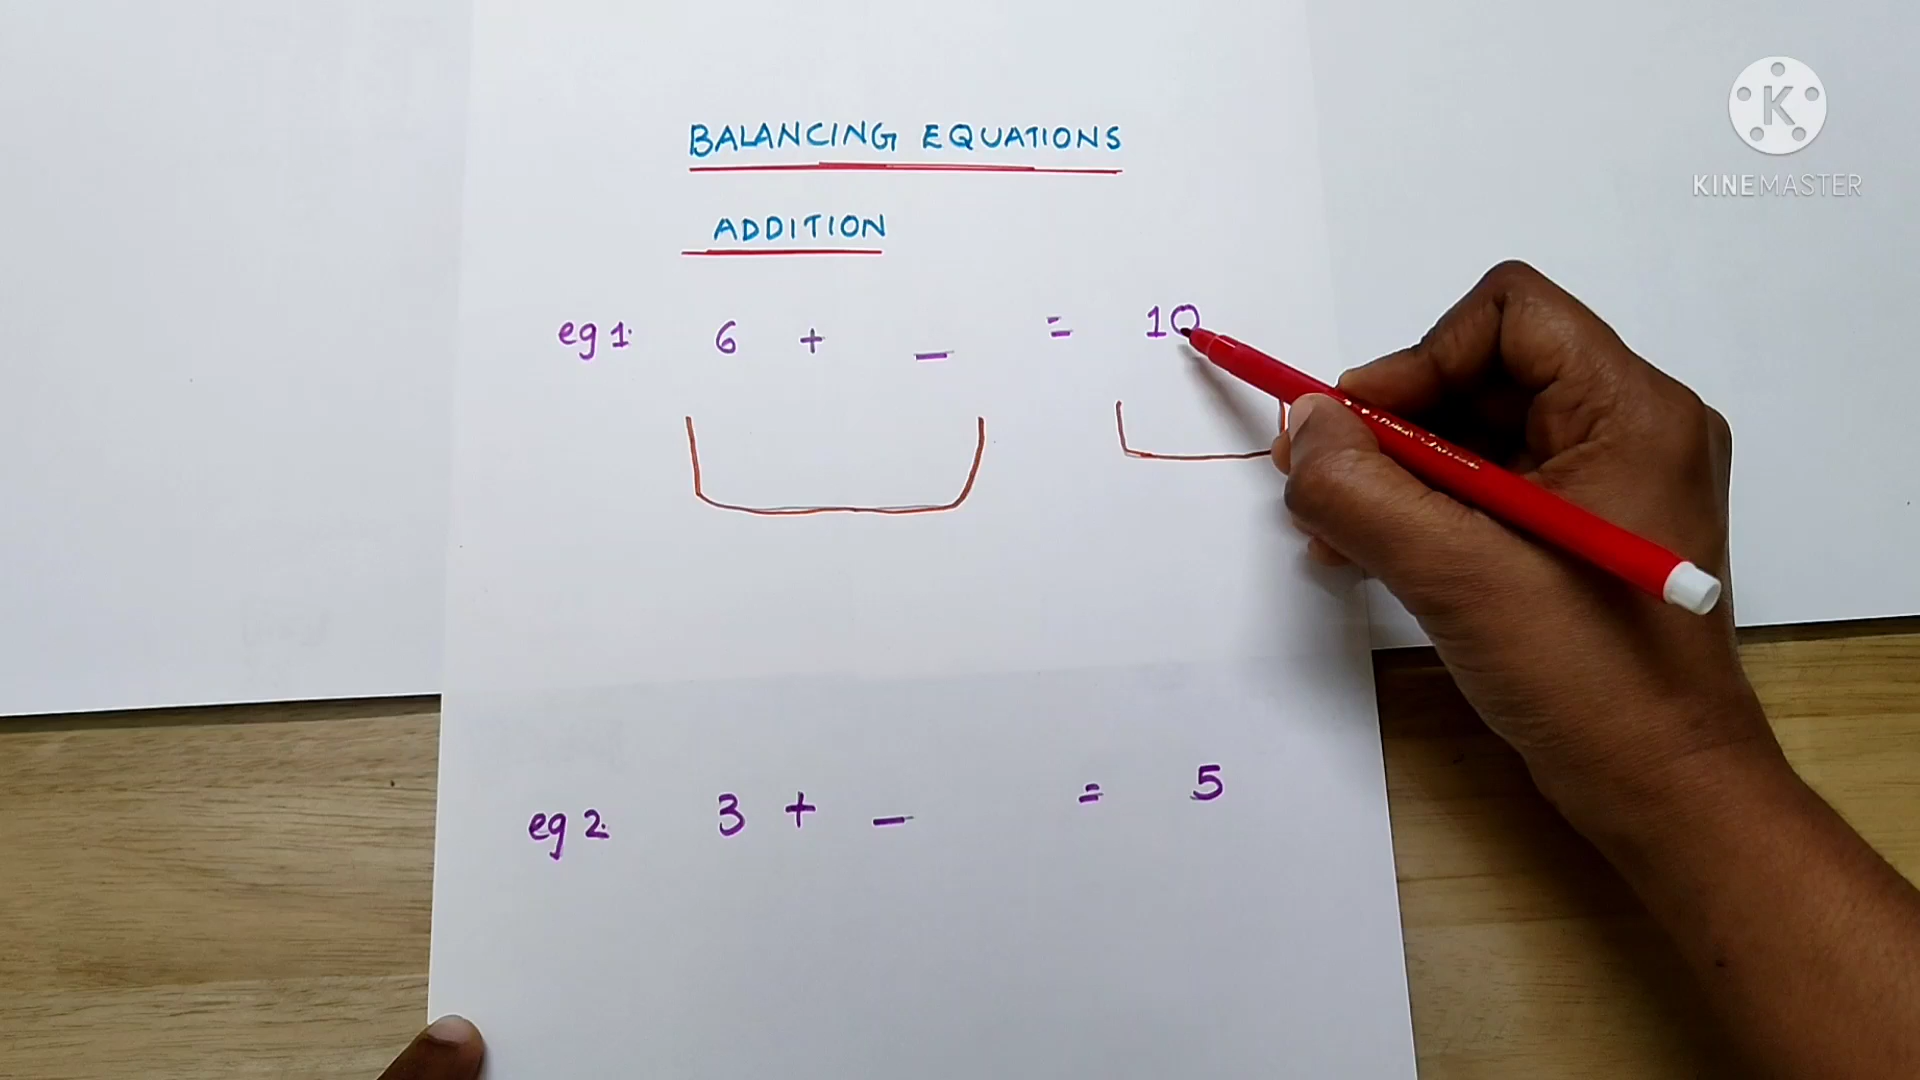 BALANCING EQUATIONS
ADDITION
eg 1. 6 + _ = 10
eg 2. 3 + _ = 5
K
KINEMASTER